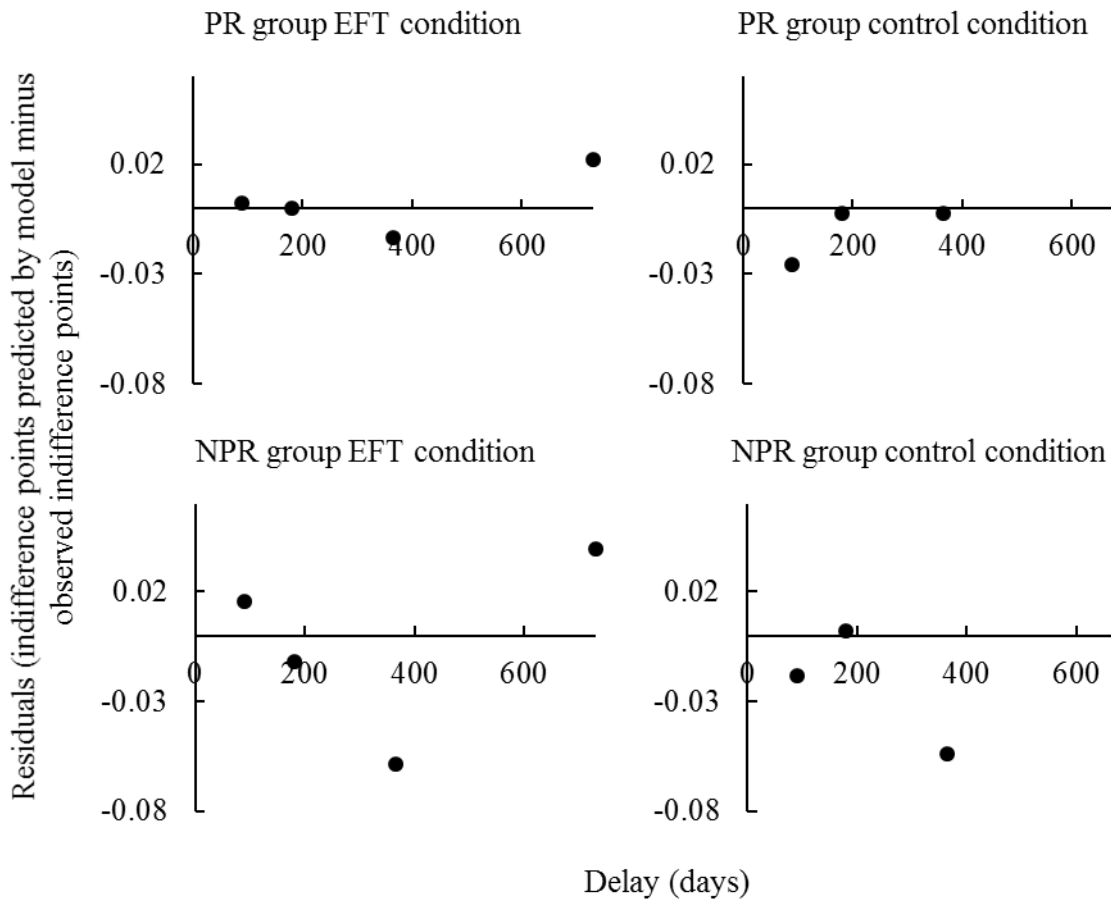 PR group EFT condition
PR group control condition
0.02
-0.03
-0.08
0 200 400 600
0.02
-0.03
-0.08
0 200 400 600
NPR group EFT condition
NPR group control condition
0.02
-0.03
-0.08
0 200 400 600
0.02
-0.03
-0.08
0 200 400 600
Residuals (indifference points predicted by model minus
observed indifference points)
Delay (days)